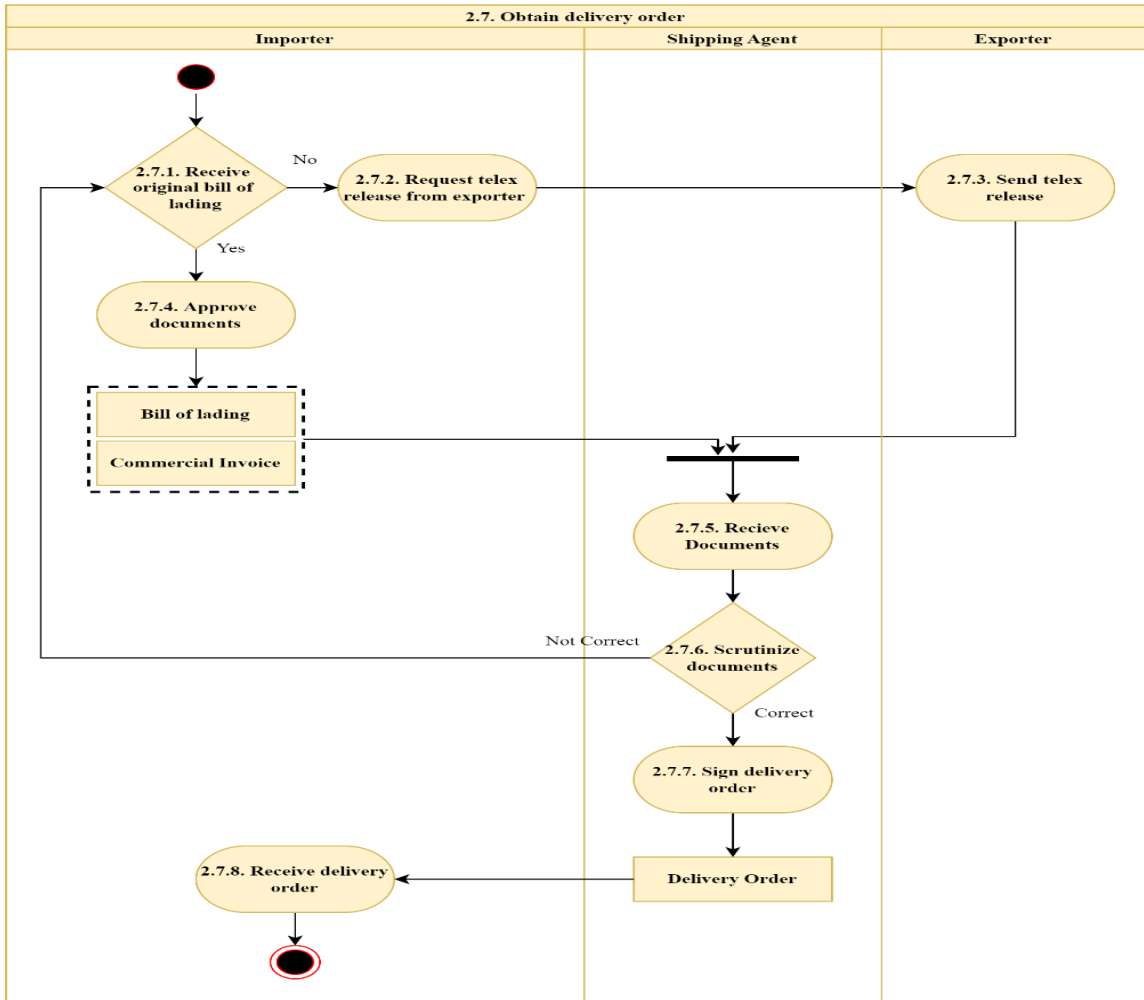 2.7. Obtain delivery order
Importer
Shipping Agent
Exporter
2.7.1. Receive
original bill of
lading
No
2.7.2. Request telex
release from exporter
2.7.3. Send telex
release
Yes
2.7.4. Approve
documents
Bill of lading
Commercial Invoice
2.7.5. Recieve
Documents
Not Correct
2.7.6. Scrutinize
documents
Correct
2.7.7. Sign delivery
order
2.7.8. Receive delivery
order
Delivery Order